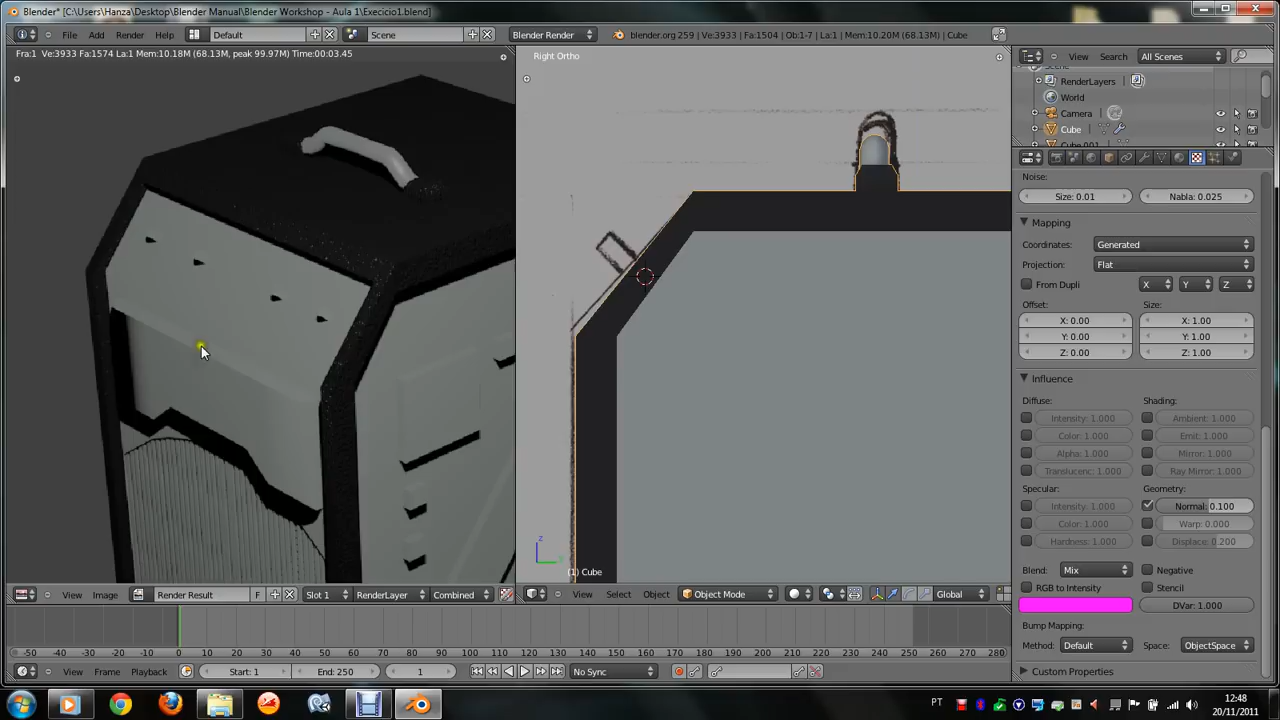 Blender* [C:\Users\Hanza\Desktop\Blender Manual\Blender Workshop - Aula 1\Execicio1.blend]
File Add Render Help Default Scene Blender Render blender.org 259 | Ve:3933 | Fa:1504 | Ob:1-7 | La:1 | Mem:10.20M (68.13M) | Cube View Search All Scenes
Fra:1 Ve:3933 Fa:1574 La:1 Mem:10.18M (68.13M, peak 99.97M) Time:00:03.45
Right Ortho
Scene
RenderLayers
World
Camera
Cube
Cube.001
Noise:
Size: 0.01 Nabla: 0.025
Mapping
Coordinates: Generated
Projection: Flat
From Dupli X Y Z
Offset: Size:
X: 0.00 X: 1.00
Y: 0.00 Y: 1.00
Z: 0.00 Z: 1.00
Influence
Diffuse: Shading:
Intensity: 1.000 Ambient: 1.000
Color: 1.000 Emit: 1.000
Alpha: 1.000 Mirror: 1.000
Translucenc: 1.000 Ray Mirror: 1.000
Specular: Geometry:
Intensity: 1.000 Normal: 0.100
Color: 1.000 Warp: 0.000
Hardness: 1.000 Displace: 0.200
Blend: Mix Negative
RGB to Intensity Stencil
DVar: 1.000
Bump Mapping:
Method: Default Space: ObjectSpace
Custom Properties
z
y
(1) Cube
View Image Render Result F Slot 1 RenderLayer Combined View Select Object Object Mode Global
-50 -40 -30 -20 -10 0 10 20 30 40 50 60 70 80 90 100 110 120 130 140 150 160 170 180 190 200 210 220 230 240 250 260 270 280
View Frame Playback Start: 1 End: 250 1 No Sync
PT 12:48
20/11/2011